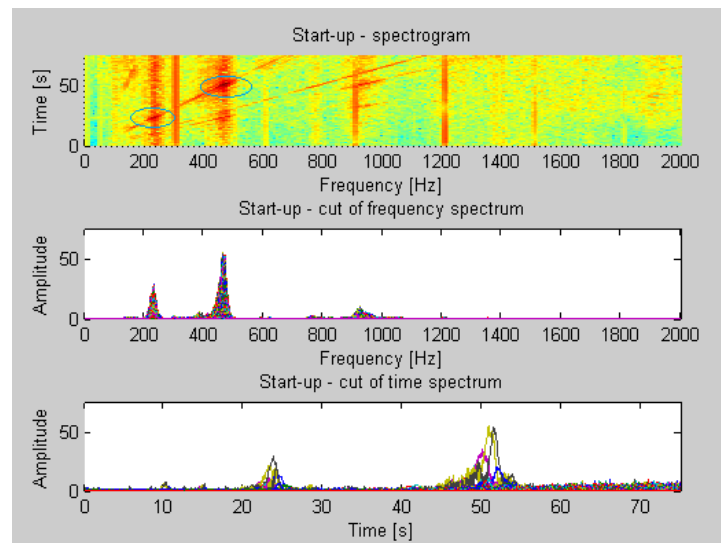 Start-up - spectrogram
Time [s]
50
0
0 200 400 600 800 1000 1200 1400 1600 1800 2000
Frequency [Hz]
Start-up - cut of frequency spectrum
Amplitude
50
0
0 200 400 600 800 1000 1200 1400 1600 1800 2000
Frequency [Hz]
Start-up - cut of time spectrum
Amplitude
50
0
0 10 20 30 40 50 60 70
Time [s]